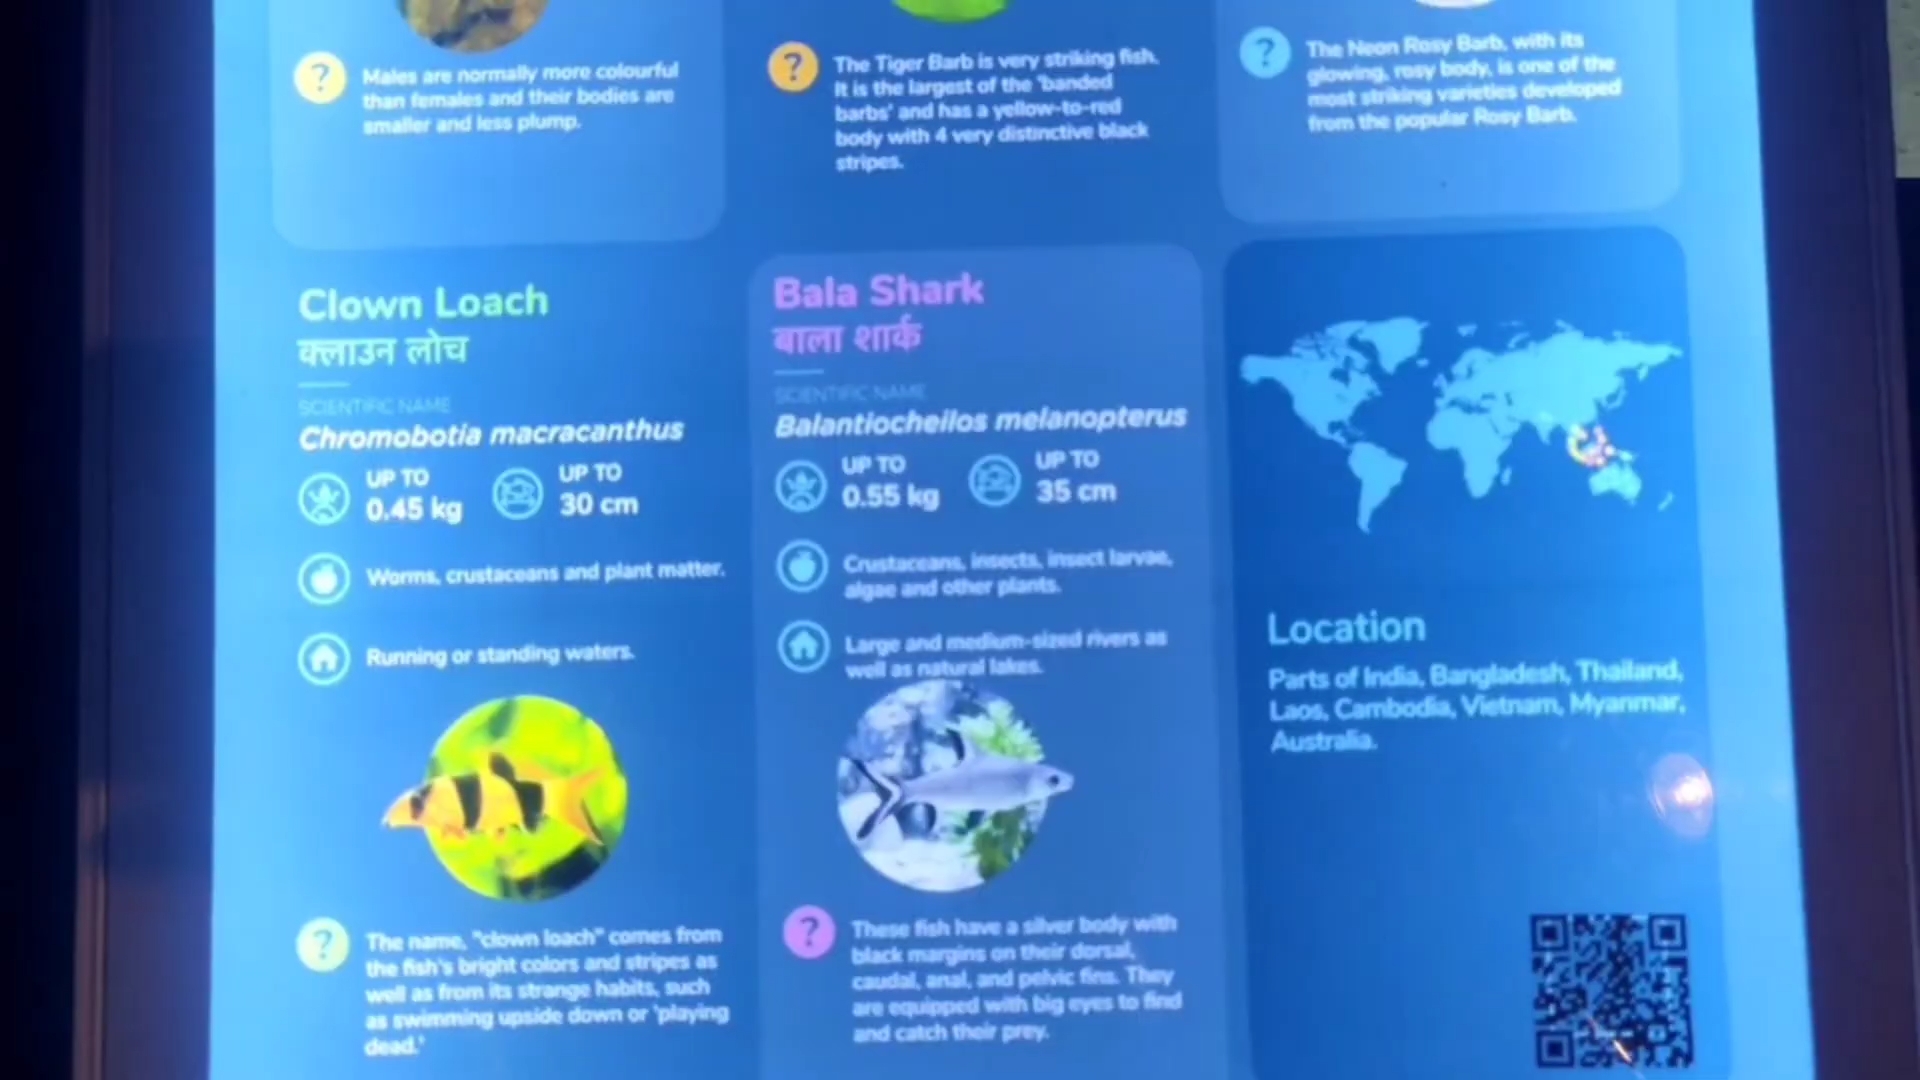 Males are normally more colourful
than females and their bodies are
smaller and less plump.
The Tiger Barb is very striking fish.
It is the largest of the 'banded
barbs' and has a yellow-to-red
body with 4 very distinctive black
stripes.
The Neon Rosy Barb, with its
glowing, rosy body, is one of the
most striking varieties developed
from the popular Rosy Barb.
Clown Loach
क्लाउन लोच
SCIENTIFIC NAME
Chromobotia macracanthus
UP TO
0.45 kg
UP TO
30 cm
Worms, crustaceans and plant matter.
Running or standing waters.
The name, "clown loach" comes from
the fish's bright colors and stripes as
well as from its strange habits, such
as swimming upside down or 'playing
dead.'
Bala Shark
बाला शार्क
SCIENTIFIC NAME
Balantiocheilos melanopterus
UP TO
0.55 kg
UP TO
35 cm
Crustaceans, insects, insect larvae,
algae and other plants.
Large and medium-sized rivers as
well as natural lakes.
These fish have a silver body with
black margins on their dorsal,
caudal, anal, and pelvic fins. They
are equipped with big eyes to find
and catch their prey.
Location
Parts of India, Bangladesh, Thailand,
Laos, Cambodia, Vietnam, Myanmar,
Australia.